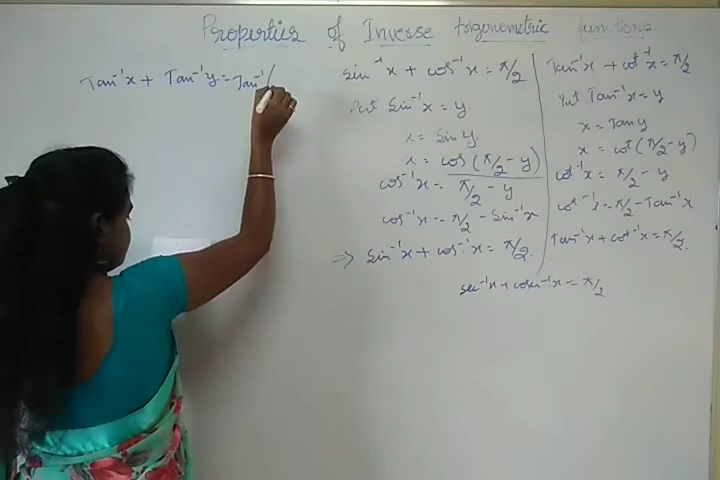 Properties of Inverse trigonometric functions
Tan⁻¹x + Tan⁻¹y = Tan⁻¹(
Sin⁻¹x + cos⁻¹x = π/2
Put Sin⁻¹x = y
x = Sin y.
x = cos(π/2 - y)
cos⁻¹x = π/2 - y
cos⁻¹x = π/2 - Sin⁻¹x
⇒ Sin⁻¹x + cos⁻¹x = π/2.
Tan⁻¹x + cot⁻¹x = π/2
Put Tan⁻¹x = y
x = Tan y
x = cot(π/2 - y)
cot⁻¹x = π/2 - y
cot⁻¹x = π/2 - Tan⁻¹x
Tan⁻¹x + cot⁻¹x = π/2.
sec⁻¹x + cosec⁻¹x = π/2